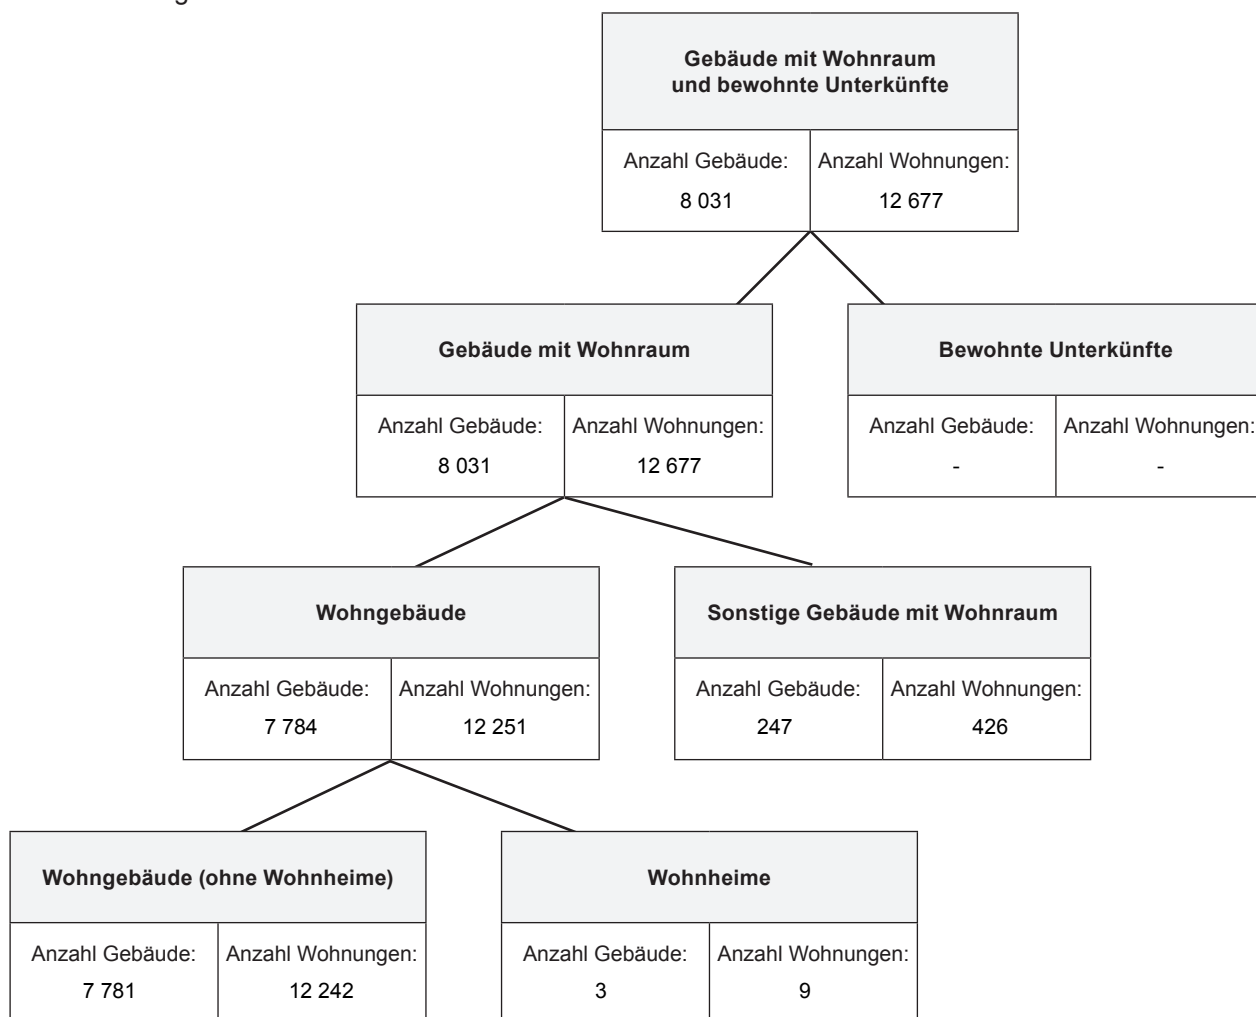 Gebäude mit Wohnraum
und bewohnte Unterkünfte
Anzahl Gebäude: Anzahl Wohnungen:
8 031 12 677
Gebäude mit Wohnraum Bewohnte Unterkünfte
Anzahl Gebäude: Anzahl Wohnungen: Anzahl Gebäude: Anzahl Wohnungen:
8 031 12 677 - -
Wohngebäude Sonstige Gebäude mit Wohnraum
Anzahl Gebäude: Anzahl Wohnungen: Anzahl Gebäude: Anzahl Wohnungen:
7 784 12 251 247 426
Wohngebäude (ohne Wohnheime) Wohnheime
Anzahl Gebäude: Anzahl Wohnungen: Anzahl Gebäude: Anzahl Wohnungen:
7 781 12 242 3 9